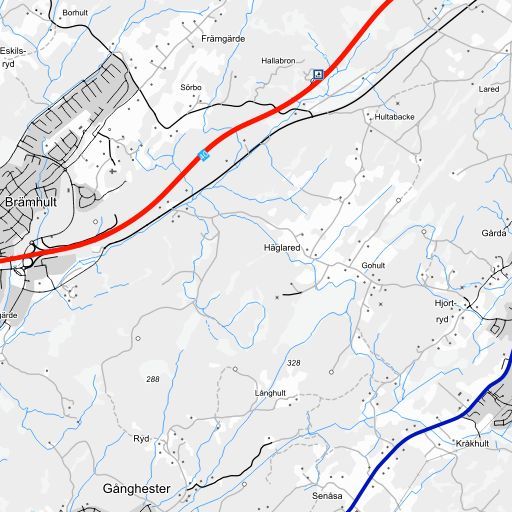 Borhult
Främgärde
Eskils-
ryd
Hallabron
Sörbo
Lared
Hultabacke
Brämhult
Gårda
Häglared
Gohult
Hjort-
ryd
gärde
328
288
Långhult
Ryd
Kråkhult
Gånghester
Senåsa